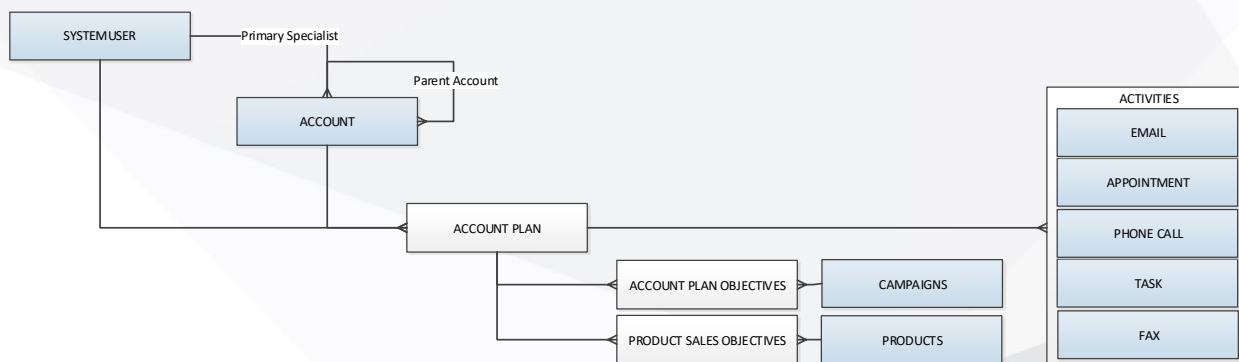 SYSTEMUSER
Primary Specialist
Parent Account
ACCOUNT
ACTIVITIES
EMAIL
APPOINTMENT
PHONE CALL
TASK
FAX
ACCOUNT PLAN
ACCOUNT PLAN OBJECTIVES
CAMPAIGNS
PRODUCT SALES OBJECTIVES
PRODUCTS